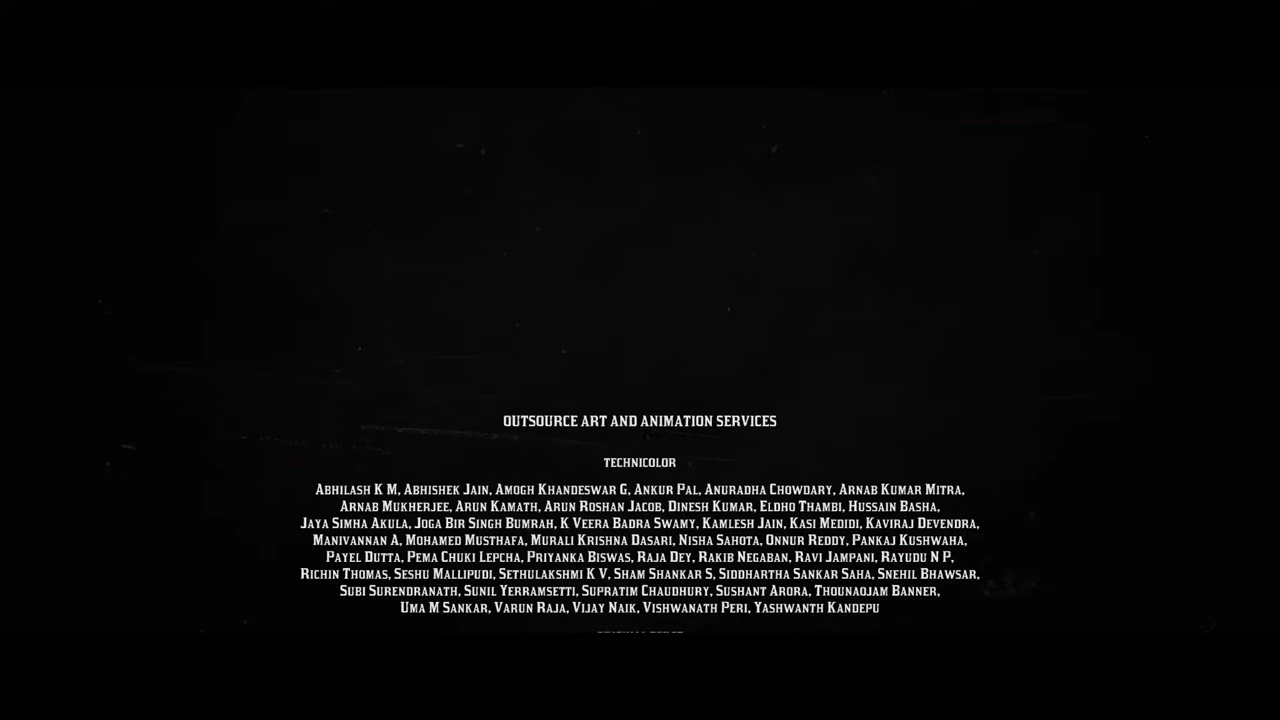 OUTSOURCE ART AND ANIMATION SERVICES
TECHNICOLOR
ABHILASH K M, ABHISHEK JAIN, AMOGH KHANDESWAR G, ANKUR PAL, ANURADHA CHOWDARY, ARNAB KUMAR MITRA,
ARNAB MUKHERJEE, ARUN KAMATH, ARUN ROSHAN JACOB, DINESH KUMAR, ELDHO THAMBI, HUSSAIN BASHA,
JAYA SIMHA AKULA, JOGA BIR SINGH BUMRAH, K VEERA BADRA SWAMY, KAMLESH JAIN, KASI MEDIDI, KAVIRAJ DEVENDRA,
MANIVANNAN A, MOHAMED MUSTHAFA, MURALI KRISHNA DASARI, NISHA SAHOTA, ONNUR REDDY, PANKAJ KUSHWAHA,
PAYEL DUTTA, PEMA CHUKI LEPCHA, PRIYANKA BISWAS, RAJA DEY, RAKIB NEGABAN, RAVI JAMPANI, RAYUDU N P,
RICHIN THOMAS, SESHU MALLIPUDI, SETHULAKSHMI K V, SHAM SHANKAR S, SIDDHARTHA SANKAR SAHA, SNEHIL BHAWSAR,
SUBI SURENDRANATH, SUNIL YERRAMSETTI, SUPRATIM CHAUDHURY, SUSHANT ARORA, THOUNAOJAM BANNER,
UMA M SANKAR, VARUN RAJA, VIJAY NAIK, VISHWANATH PERI, YASHWANTH KANDEPU